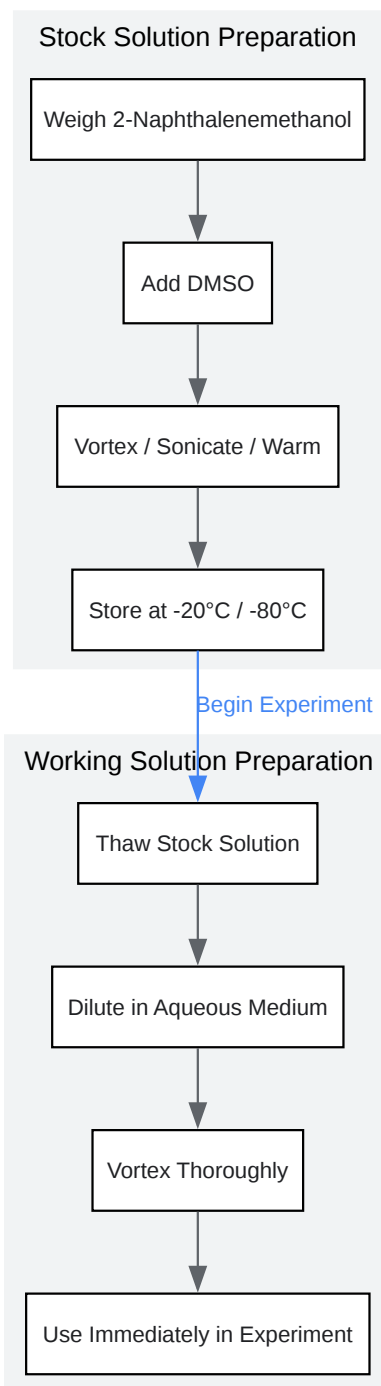 Stock Solution Preparation
Weigh 2-Naphthalenemethanol
Add DMSO
Vortex / Sonicate / Warm
Store at -20°C / -80°C
Begin Experiment
Working Solution Preparation
Thaw Stock Solution
Dilute in Aqueous Medium
Vortex Thoroughly
Use Immediately in Experiment